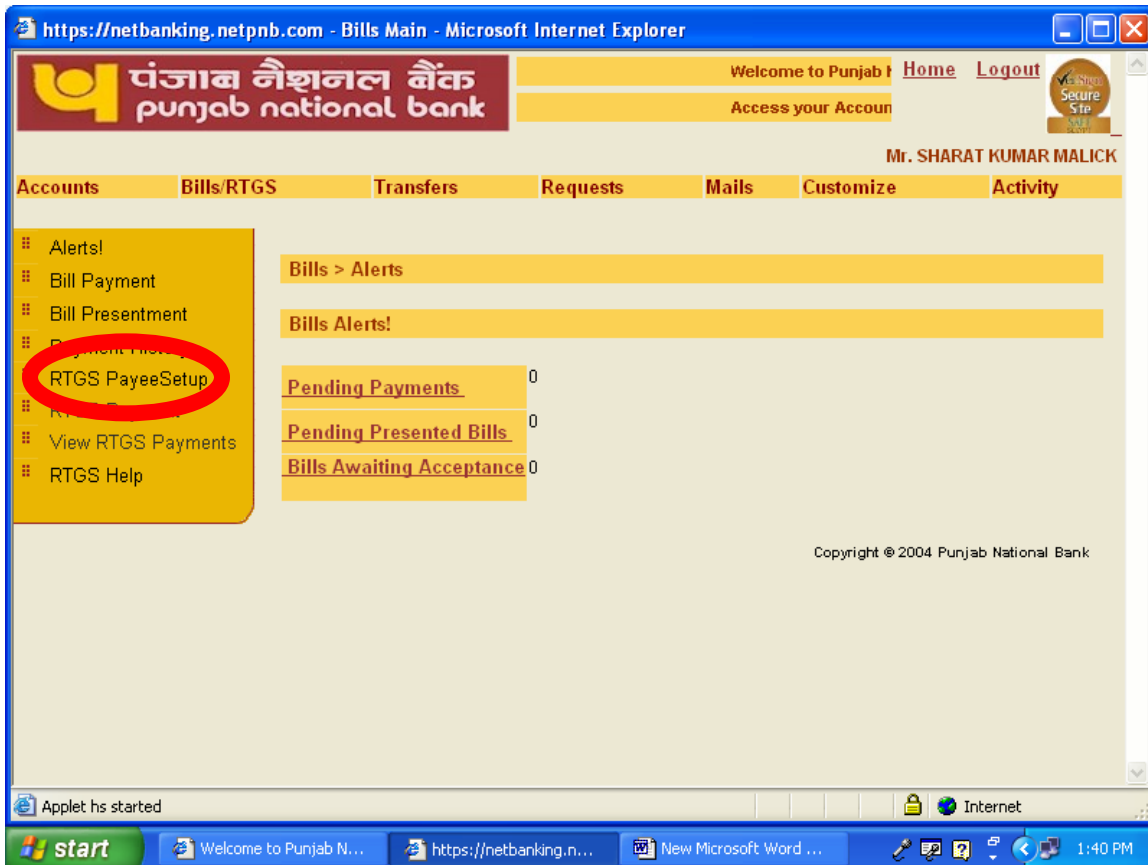 https://netbanking.netpnb.com - Bills Main - Microsoft Internet Explorer
पंजाब नैशनल बैंक
punjab national bank
Welcome to Punjab
Home Logout
Secure
Site
Access your Accoun
Mr. SHARAT KUMAR MALICK
Accounts Bills/RTGS Transfers Requests Mails Customize Activity
Alerts!
Bill Payment
Bill Presentment
Payment History
RTGS PayeeSetup
View RTGS Payments
RTGS Help
Bills > Alerts
Bills Alerts!
Pending Payments 0
Pending Presented Bills 0
Bills Awaiting Acceptance 0
Copyright © 2004 Punjab National Bank
Applet hs started
Internet
start
Welcome to Punjab N...
https://netbanking.n...
New Microsoft Word ...
1:40 PM